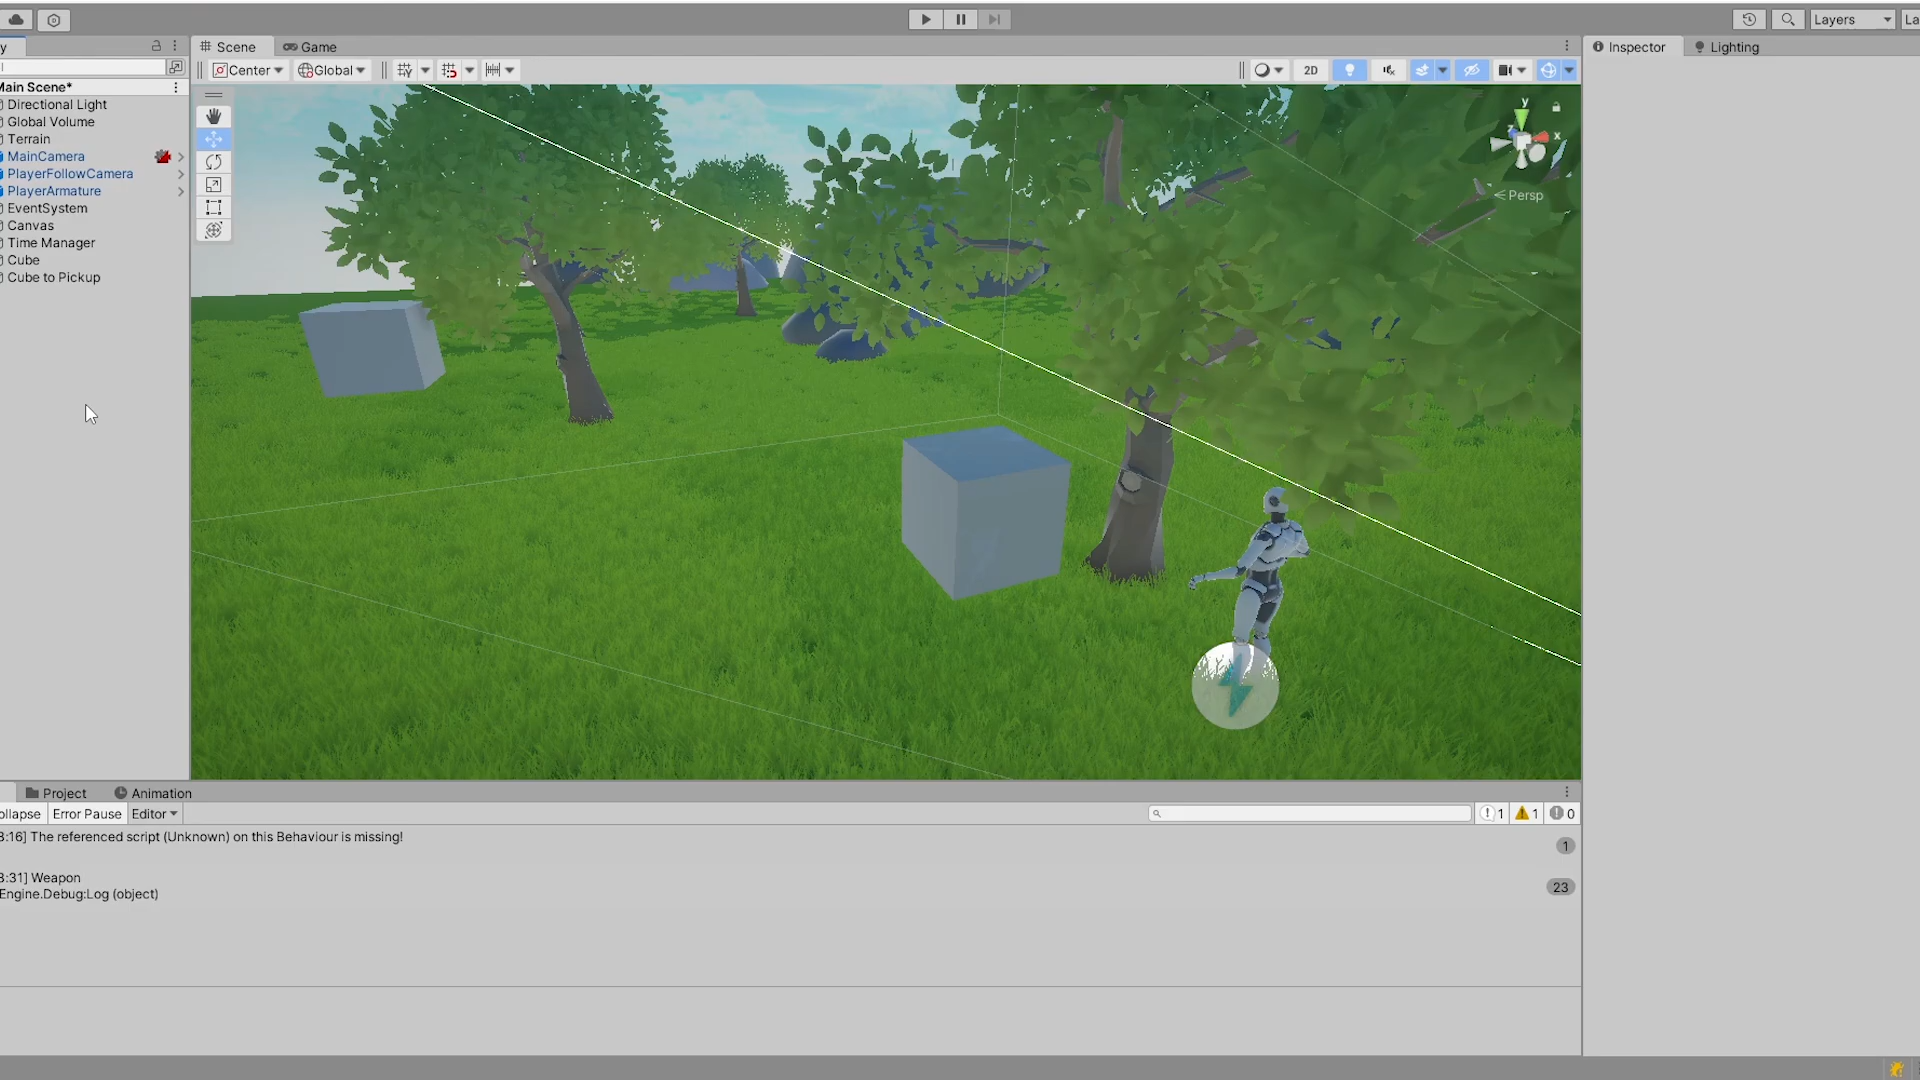 Layers
La
y
Scene
Game
Inspector
Lighting
Center
Global
2D
Main Scene*
Directional Light
Global Volume
Terrain
MainCamera
PlayerFollowCamera
PlayerArmature
EventSystem
Canvas
Time Manager
Cube
Cube to Pickup
y
x
z
Persp
Project
Animation
ollapse
Error Pause
Editor
1
1
0
3:16] The referenced script (Unknown) on this Behaviour is missing!
1
3:31] Weapon
Engine.Debug:Log (object)
23